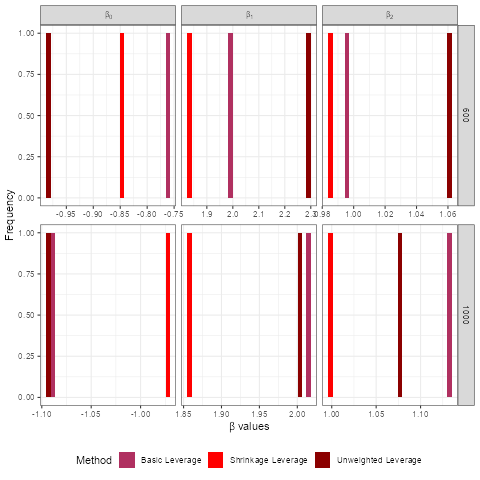 β₀ β₁ β₂
1.00
0.75
0.50
0.25
0.00
600
-0.95 -0.90 -0.85 -0.80 -0.75 1.9 2.0 2.1 2.2 2.3 0.98 1.00 1.02 1.04 1.06
Frequency
1.00
0.75
0.50
0.25
0.00
1000
-1.10 -1.05 -1.00 1.85 1.90 1.95 2.00 1.00 1.05 1.10
β values
Method Basic Leverage Shrinkage Leverage Unweighted Leverage